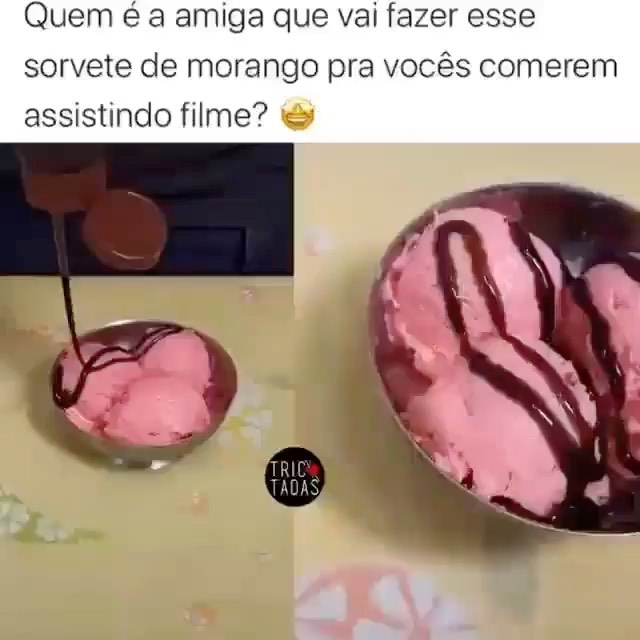 Quem é a amiga que vai fazer esse
sorvete de morango pra vocês comerem
assistindo filme? 🤩
TRIC
TADAS